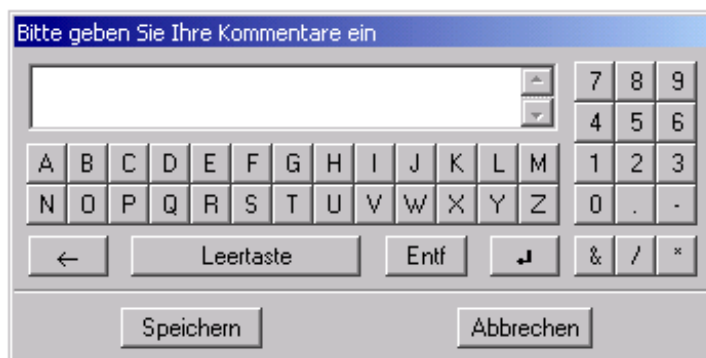 Bitte geben Sie Ihre Kommentare ein
7 8 9
4 5 6
A B C D E F G H I J K L M 1 2 3
N O P Q R S T U V W X Y Z 0 . -
← Leertaste Entf ↵ & / *
Speichern Abbrechen